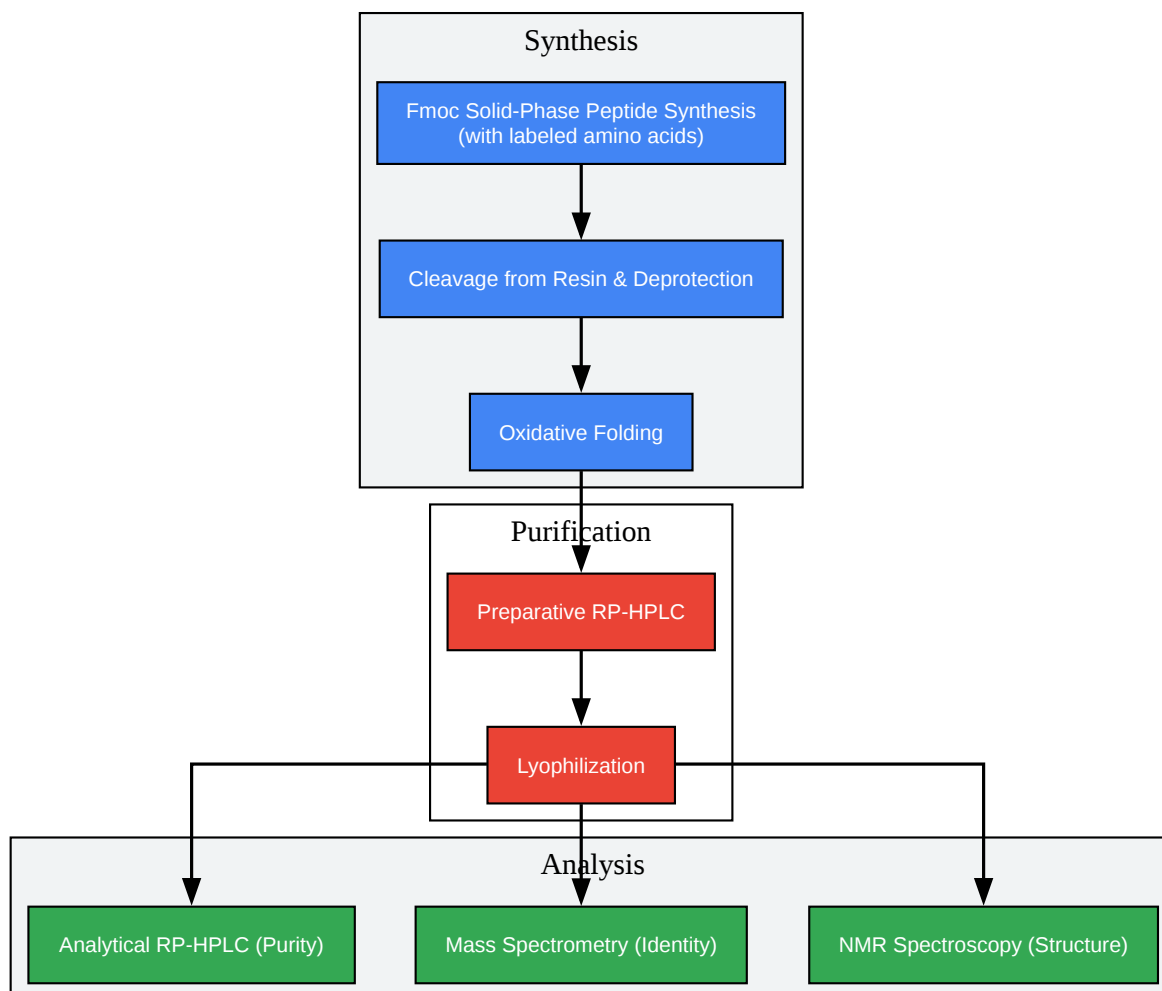 Synthesis
Fmoc Solid-Phase Peptide Synthesis
(with labeled amino acids)
Cleavage from Resin & Deprotection
Oxidative Folding
Purification
Preparative RP-HPLC
Lyophilization
Analysis
Analytical RP-HPLC (Purity)
Mass Spectrometry (Identity)
NMR Spectroscopy (Structure)